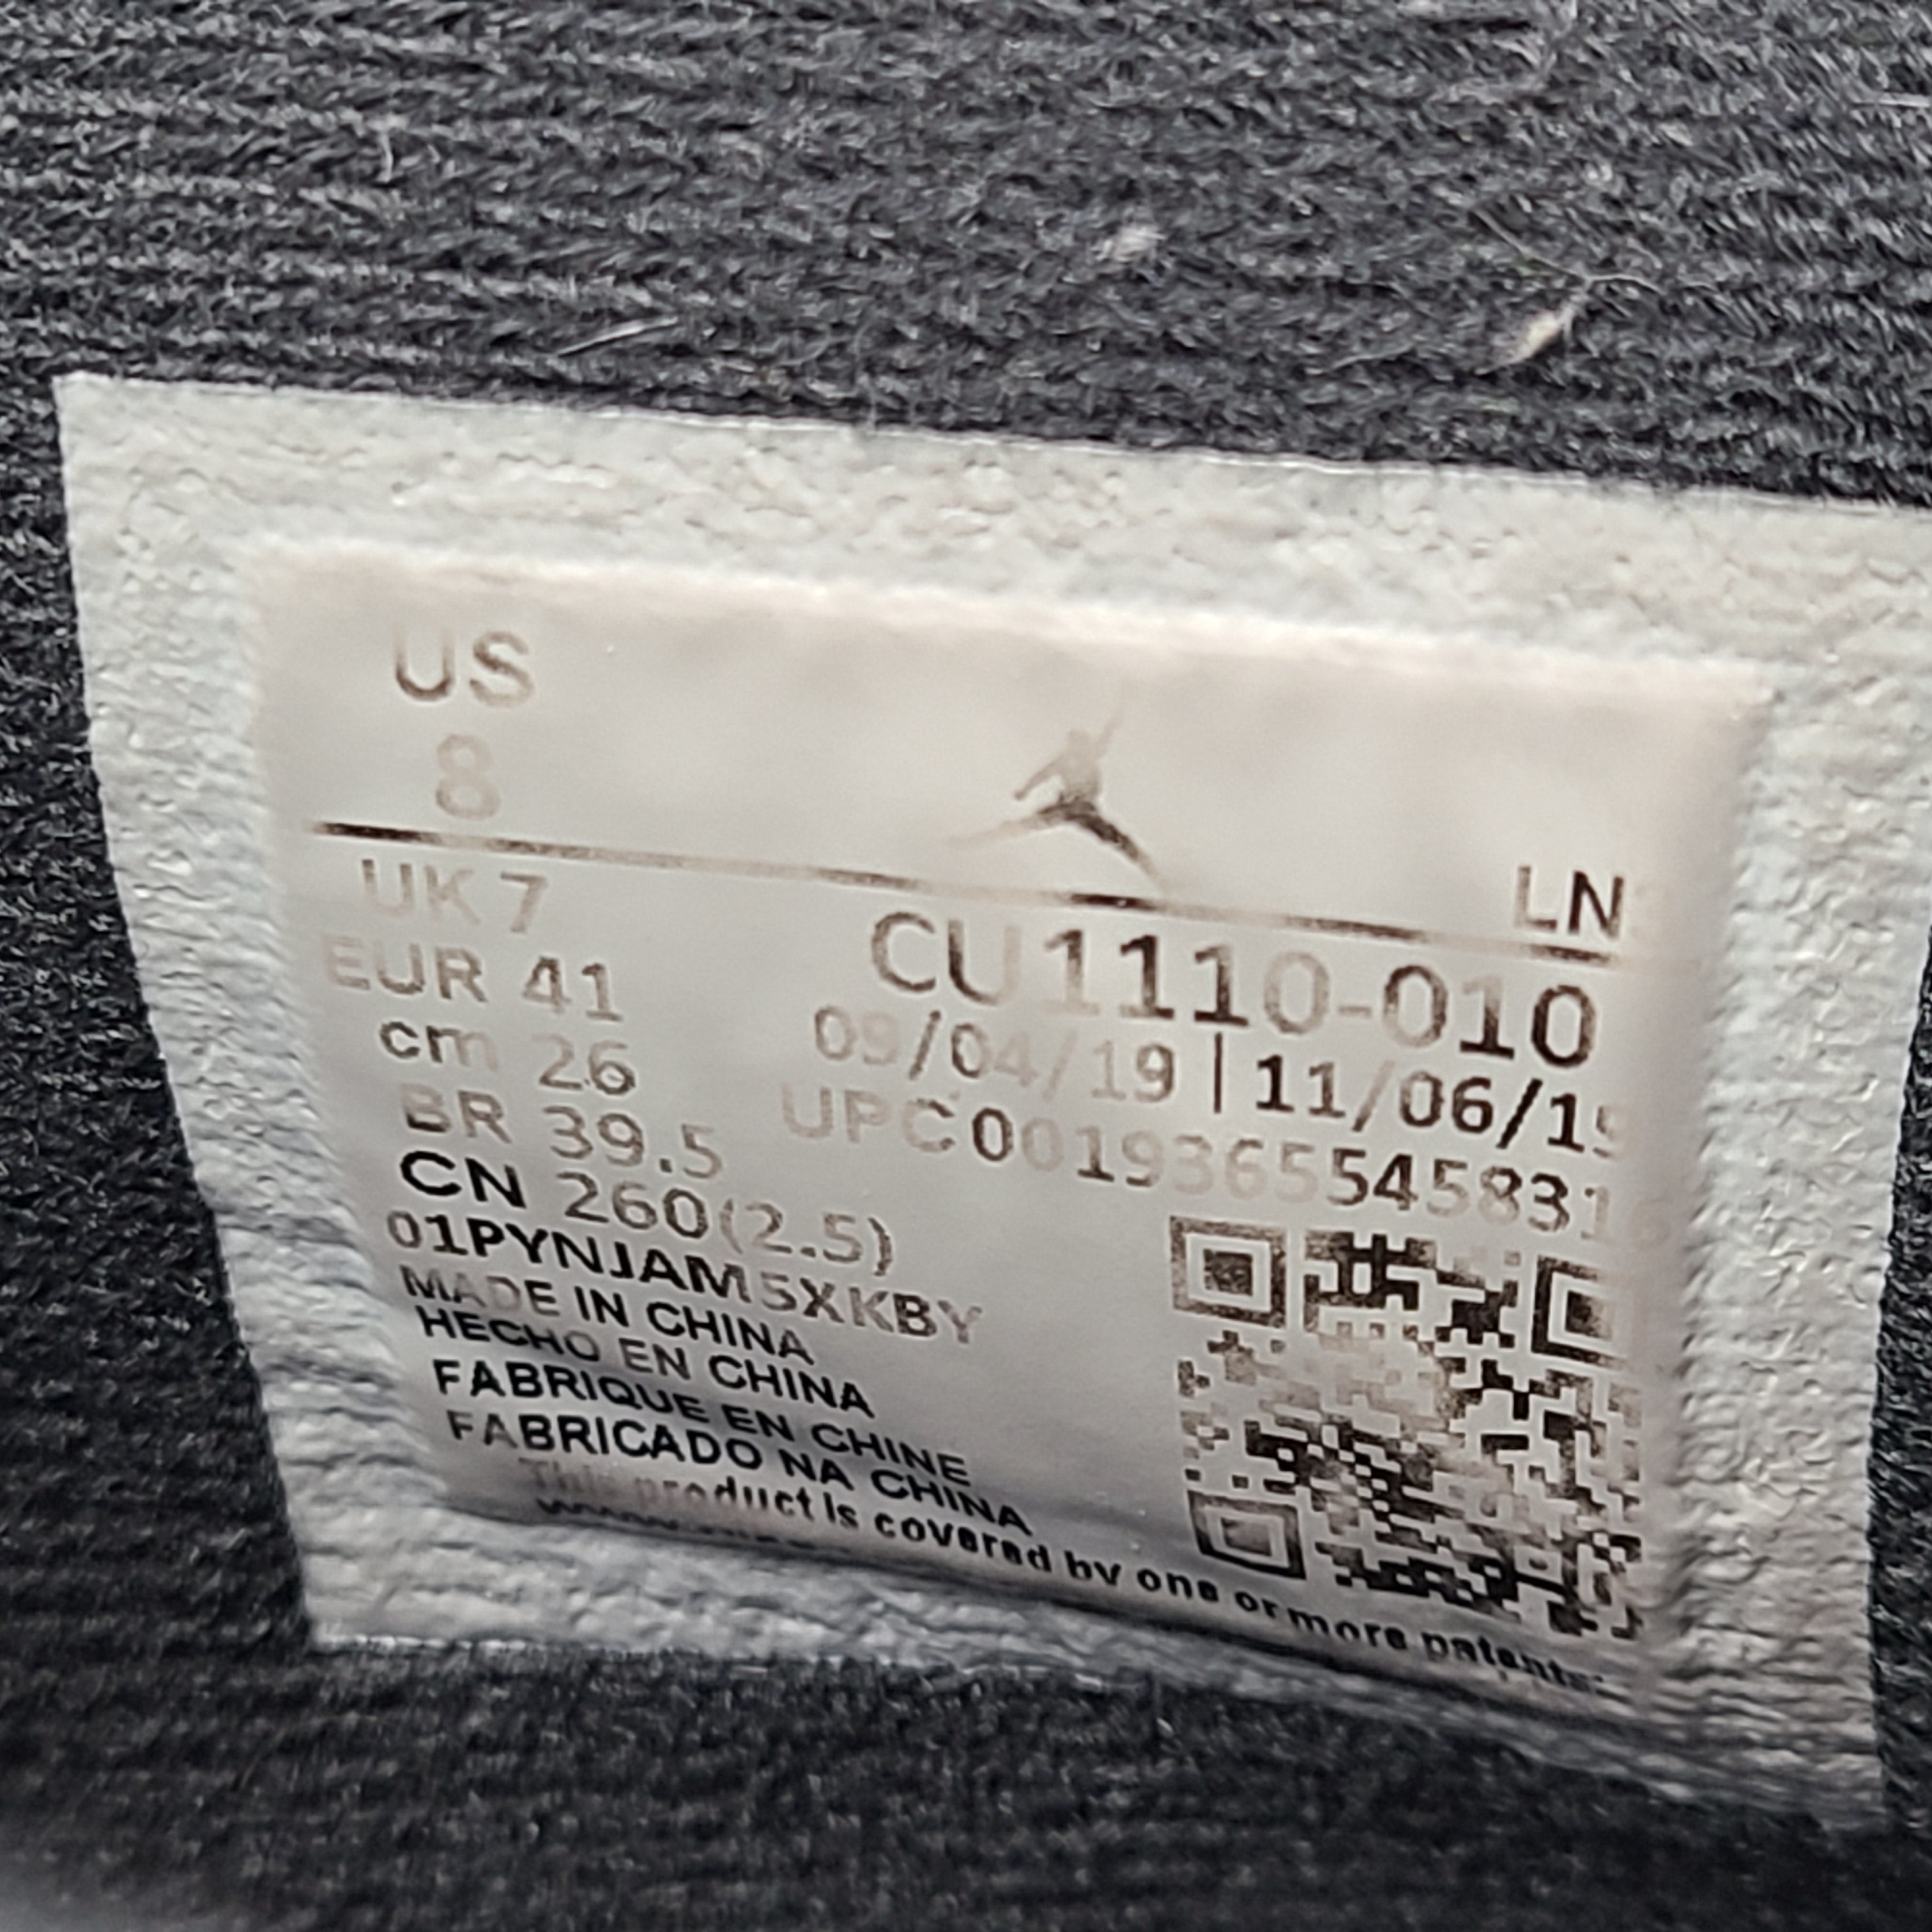 US
8
LN
UK 7
EUR 41
cm 26
BR 39.5
CN 260(2.5)
CU1110-010
09/04/19 | 11/06/19
UPC
01PYNJAM5XKBY
MADE IN CHINA
HECHO EN CHINA
FABRIQUE EN CHINE
FABRICADO NA CHINA
This product is covered by one or more patents: